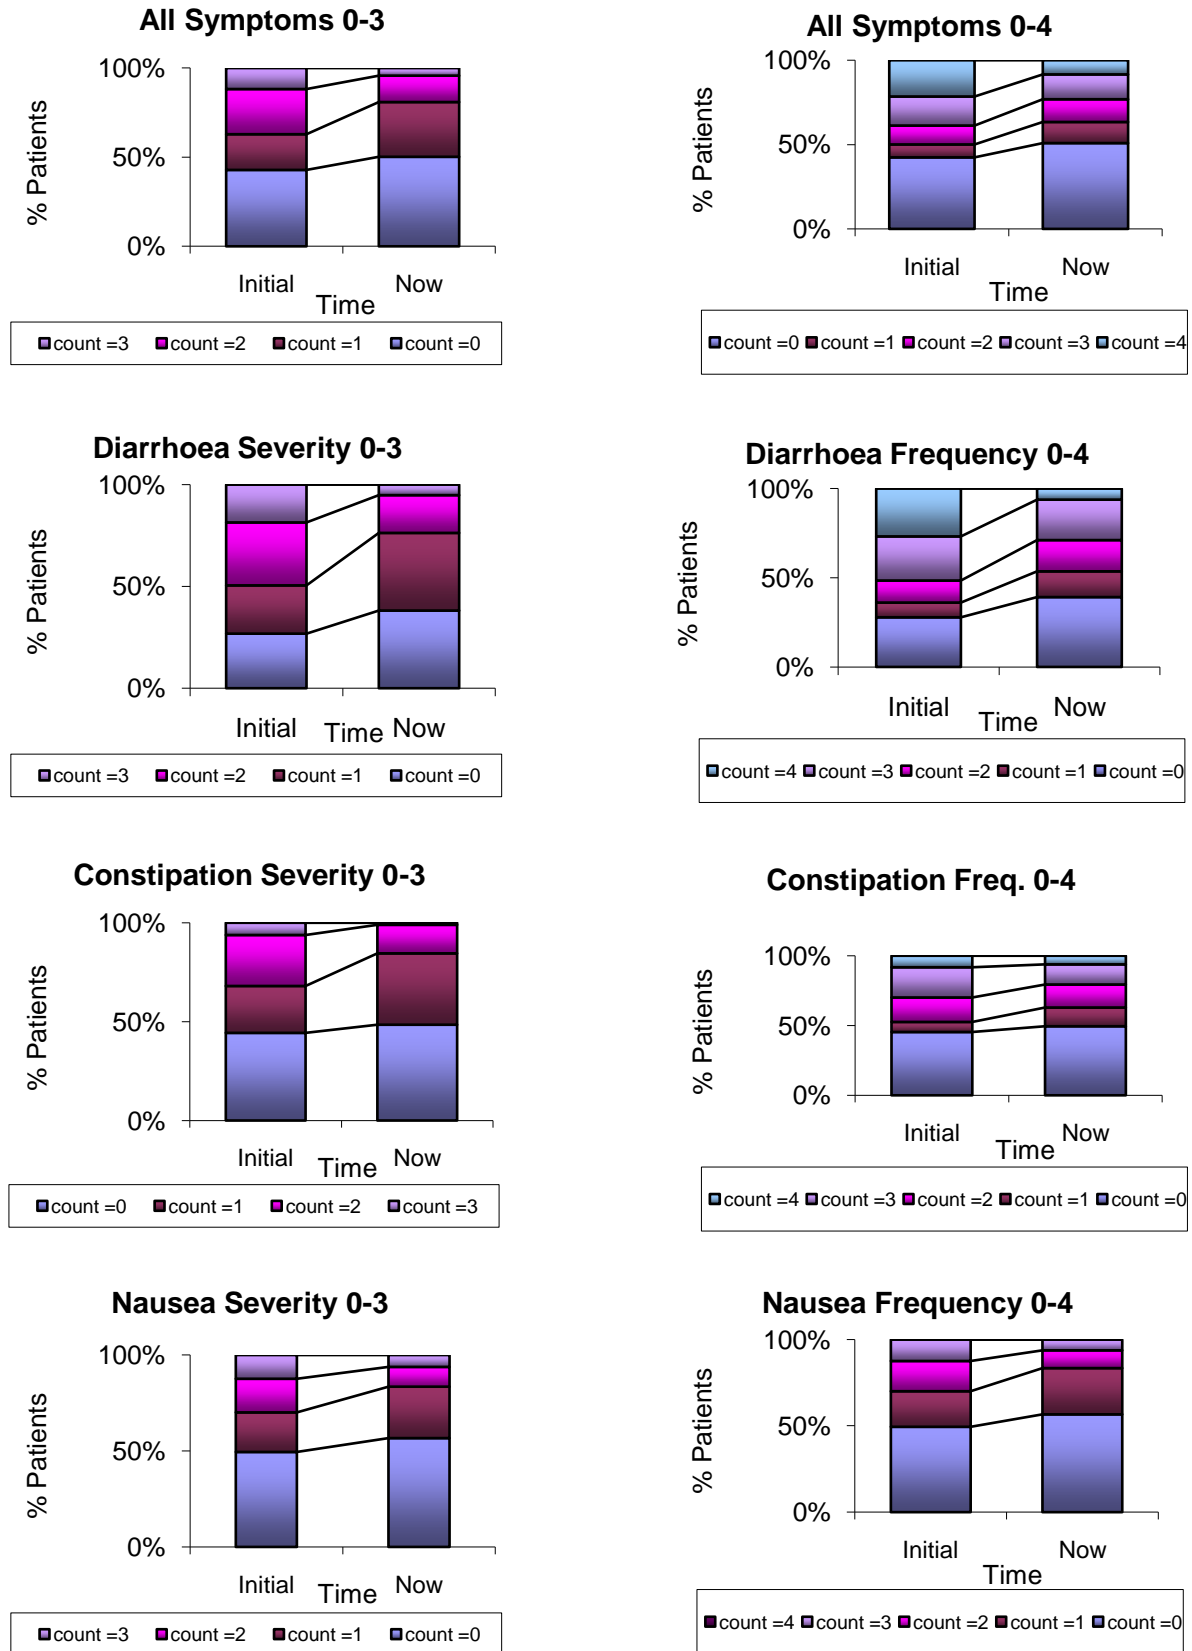 All Symptoms 0-3
100%
50%
0%
% Patients
Initial
Now
Time
count =3 count =2 count =1 count =0
All Symptoms 0-4
100%
50%
0%
% Patients
Initial
Now
Time
count =0 count =1 count =2 count =3 count =4
Diarrhoea Severity 0-3
100%
50%
0%
% Patients
Initial
Time
Now
count =3 count =2 count =1 count =0
Diarrhoea Frequency 0-4
100%
50%
0%
% Patients
Initial
Time
Now
count =4 count =3 count =2 count =1 count =0
Constipation Severity 0-3
100%
50%
0%
% Patients
Initial
Time
Now
count =0 count =1 count =2 count =3
Constipation Freq. 0-4
100%
50%
0%
% Patients
Initial
Now
Time
count =4 count =3 count =2 count =1 count =0
Nausea Severity 0-3
100%
50%
0%
% Patients
Initial
Time
Now
count =3 count =2 count =1 count =0
Nausea Frequency 0-4
100%
50%
0%
% Patients
Initial
Now
Time
count =4 count =3 count =2 count =1 count =0